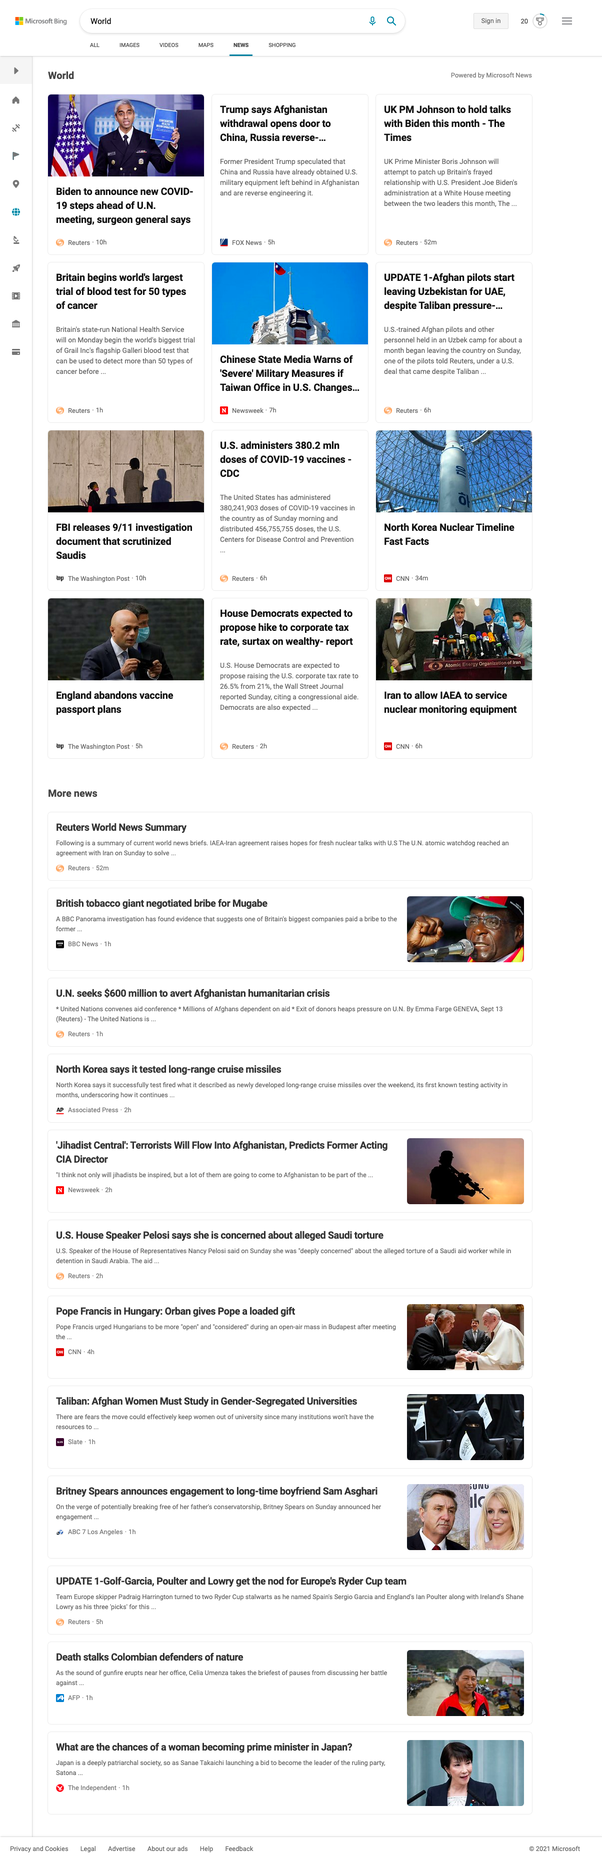 Microsoft Bing
World
Sign in
20
ALL
IMAGES
VIDEOS
MAPS
NEWS
SHOPPING
World
Powered by Microsoft News
Biden to announce new COVID-
19 steps ahead of U.N.
meeting, surgeon general says
Reuters · 10h
Trump says Afghanistan
withdrawal opens door to
China, Russia reverse-...
Former President Trump speculated that
China and Russia have already obtained U.S.
military equipment left behind in Afghanistan
and are reverse engineering it.
FOX News · 5h
UK PM Johnson to hold talks
with Biden this month - The
Times
UK Prime Minister Boris Johnson will
attempt to patch up Britain's frayed
relationship with U.S. President Joe Biden's
administration at a White House meeting
between the two leaders this month, The ...
Reuters · 52m
Britain begins world's largest
trial of blood test for 50 types
of cancer
Britain's state-run National Health Service
will on Monday begin the world's biggest trial
of Grail Inc's flagship Galleri blood test that
can be used to detect more than 50 types of
cancer before ...
Reuters · 1h
Chinese State Media Warns of
'Severe' Military Measures if
Taiwan Office in U.S. Changes...
Newsweek · 7h
UPDATE 1-Afghan pilots start
leaving Uzbekistan for UAE,
despite Taliban pressure-...
U.S.-trained Afghan pilots and other
personnel held in an Uzbek camp for about a
month began leaving the country on Sunday,
one of the pilots told Reuters, under a U.S.
deal that came despite Taliban ...
Reuters · 6h
FBI releases 9/11 investigation
document that scrutinized
Saudis
The Washington Post · 10h
U.S. administers 380.2 mln
doses of COVID-19 vaccines -
CDC
The United States has administered
380,241,903 doses of COVID-19 vaccines in
the country as of Sunday morning and
distributed 456,755,755 doses, the U.S.
Centers for Disease Control and Prevention
...
Reuters · 6h
North Korea Nuclear Timeline
Fast Facts
CNN · 34m
England abandons vaccine
passport plans
The Washington Post · 5h
House Democrats expected to
propose hike to corporate tax
rate, surtax on wealthy- report
U.S. House Democrats are expected to
propose raising the U.S. corporate tax rate to
26.5% from 21%, the Wall Street Journal
reported Sunday, citing a congressional aide.
Democrats are also expected ...
Reuters · 2h
Atomic Energy Organization of Iran
Iran to allow IAEA to service
nuclear monitoring equipment
CNN · 6h
More news
Reuters World News Summary
Following is a summary of current world news briefs. IAEA-Iran agreement raises hopes for fresh nuclear talks with U.S The U.N. atomic watchdog reached an
agreement with Iran on Sunday to solve ...
Reuters · 52m
British tobacco giant negotiated bribe for Mugabe
A BBC Panorama investigation has found evidence that suggests one of Britain's biggest companies paid a bribe to the
former ...
BBC News · 1h
U.N. seeks $600 million to avert Afghanistan humanitarian crisis
* United Nations convenes aid conference * Millions of Afghans dependent on aid * Exit of donors heaps pressure on U.N. By Emma Farge GENEVA, Sept 13
(Reuters) - The United Nations is ...
Reuters · 1h
North Korea says it tested long-range cruise missiles
North Korea says it successfully test fired what it described as newly developed long-range cruise missiles over the weekend, its first known testing activity in
months, underscoring how it continues ...
AP Associated Press · 2h
'Jihadist Central': Terrorists Will Flow Into Afghanistan, Predicts Former Acting
CIA Director
"I think not only will jihadists be inspired, but a lot of them are going to come to Afghanistan to be part of the ...
Newsweek · 2h
U.S. House Speaker Pelosi says she is concerned about alleged Saudi torture
U.S. Speaker of the House of Representatives Nancy Pelosi said on Sunday she was "deeply concerned" about the alleged torture of a Saudi aid worker while in
detention in Saudi Arabia. The aid ...
Reuters · 2h
Pope Francis in Hungary: Orban gives Pope a loaded gift
Pope Francis urged Hungarians to be more "open" and "considered" during an open-air mass in Budapest after meeting
the ...
CNN · 4h
Taliban: Afghan Women Must Study in Gender-Segregated Universities
There are fears the move could effectively keep women out of university since many institutions won't have the
resources to ...
Slate · 1h
Britney Spears announces engagement to long-time boyfriend Sam Asghari
On the verge of potentially breaking free of her father's conservatorship, Britney Spears on Sunday announced her
engagement ...
ABC 7 Los Angeles · 1h
UPDATE 1-Golf-Garcia, Poulter and Lowry get the nod for Europe's Ryder Cup team
Team Europe skipper Padraig Harrington turned to two Ryder Cup stalwarts as he named Spain's Sergio Garcia and England's Ian Poulter along with Ireland's Shane
Lowry as his three 'picks' for this ...
Reuters · 5h
Death stalks Colombian defenders of nature
As the sound of gunfire erupts near her office, Celia Umenza takes the briefest of pauses from discussing her battle
against ...
AFP · 1h
What are the chances of a woman becoming prime minister in Japan?
Japan is a deeply patriarchal society, so as Sanae Takaichi launching a bid to become the leader of the ruling party,
Satona ...
The Independent · 1h
Privacy and Cookies
Legal
Advertise
About our ads
Help
Feedback
© 2021 Microsoft